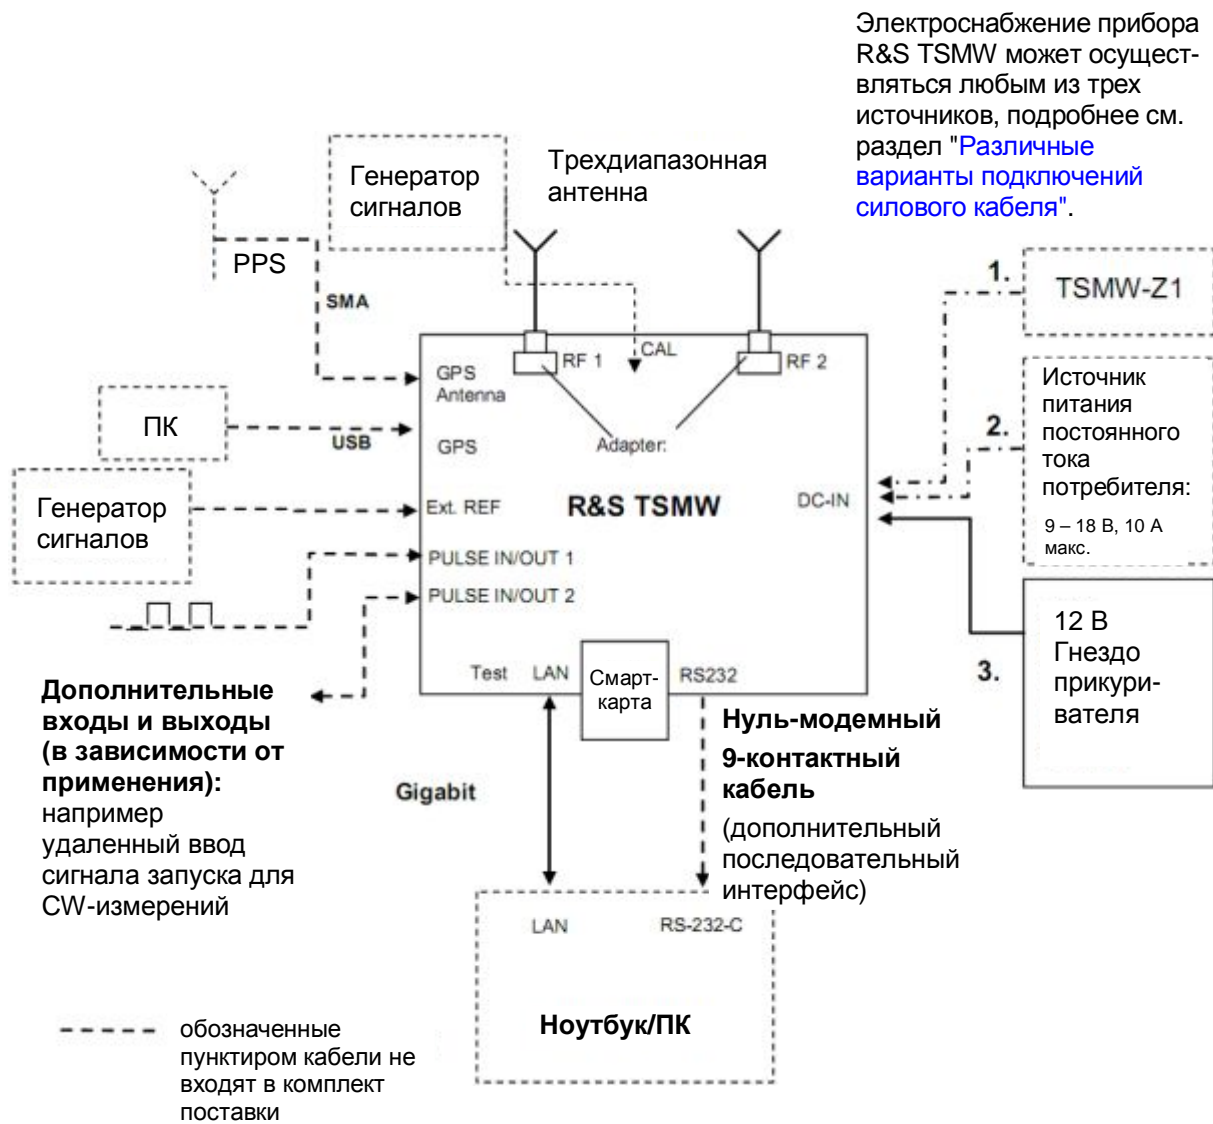 Электроснабжение прибора
R&S TSMW может осущест-
вляться любым из трех
источников, подробнее см.
раздел "Различные
варианты подключений
силового кабеля".
Генератор
сигналов
Трехдиапазонная
антенна
PPS
SMA
1.
TSMW-Z1
RF 1
CAL
RF 2
GPS
Antenna
ПК
USB
GPS
Adapter:
2.
Источник
питания
постоянного
тока
потребителя:
9 – 18 В, 10 А
макс.
Генератор
сигналов
Ext. REF
R&S TSMW
DC-IN
PULSE IN/OUT 1
PULSE IN/OUT 2
3.
12 В
Гнездо
прикури-
вателя
Test
LAN
Смарт-
карта
RS232
Дополнительные
входы и выходы
(в зависимости от
применения):
например
удаленный ввод
сигнала запуска для
CW-измерений
Gigabit
Нуль-модемный
9-контактный
кабель
(дополнительный
последовательный
интерфейс)
LAN
RS-232-C
Ноутбук/ПК
обозначенные
пунктиром кабели не
входят в комплект
поставки